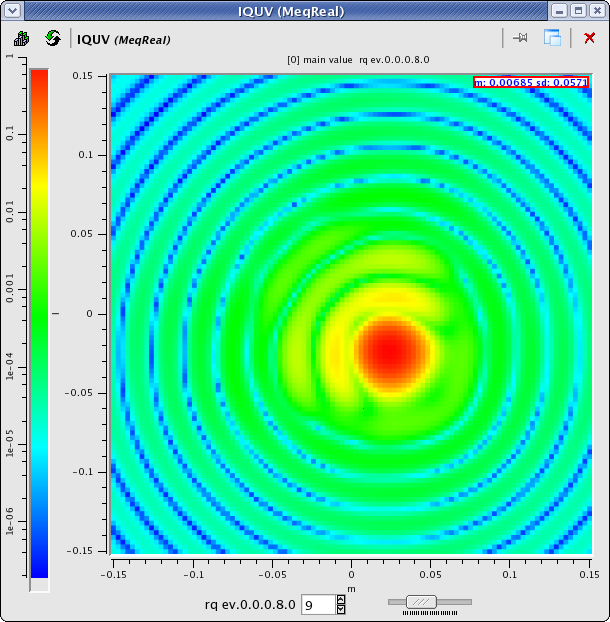 IQUV (MeqReal)
IQUV (MeqReal)
[0] main value rq ev.0.0.0.8.0
m: 0.00685 sd: 0.0571
1
0.1
0.01
0.001
1e-04
1e-05
1e-06
0.15
0.1
0.05
0
-0.05
-0.1
-0.15
-0.15
-0.1
-0.05
0
0.05
0.1
0.15
m
rq ev.0.0.0.8.0
9